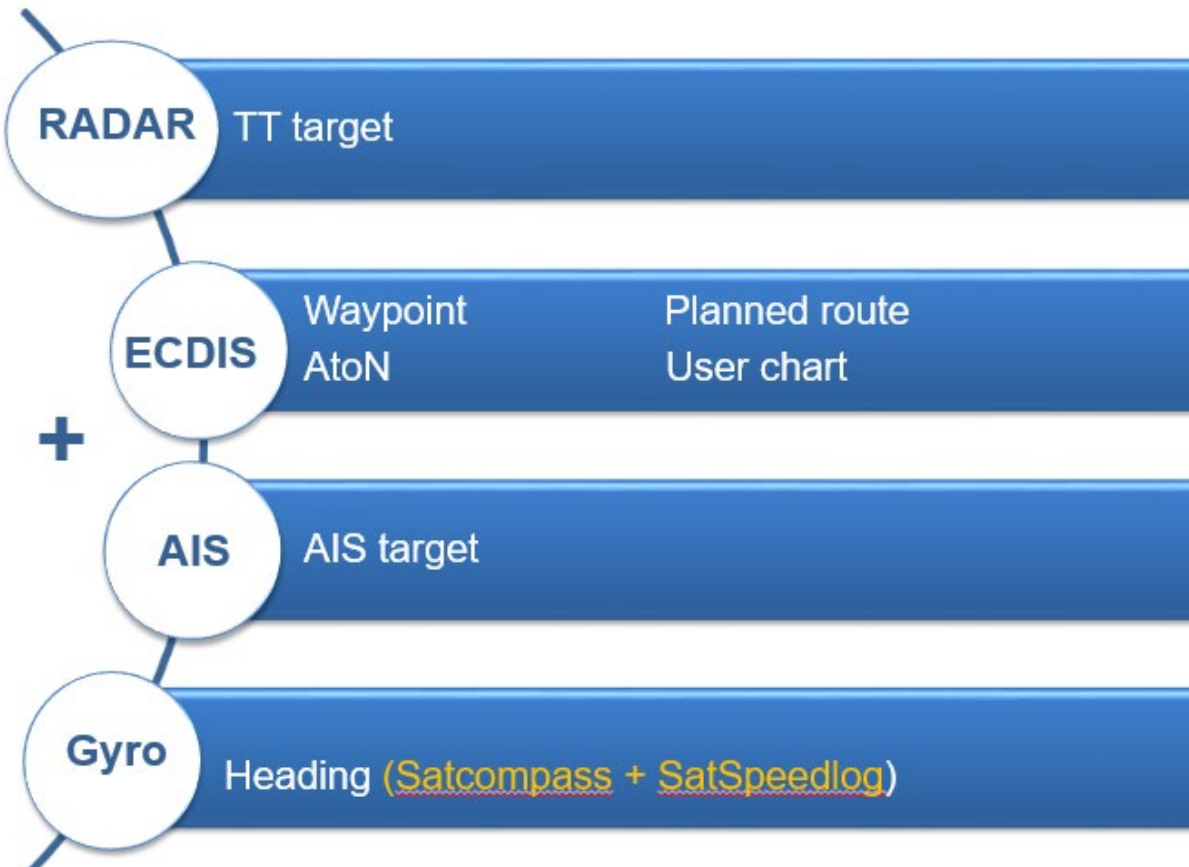 RADAR TT target
Waypoint Planned route
ECDIS
AtoN User chart
+
AIS AIS target
Gyro
Heading (Satcompass + SatSpeedlog)